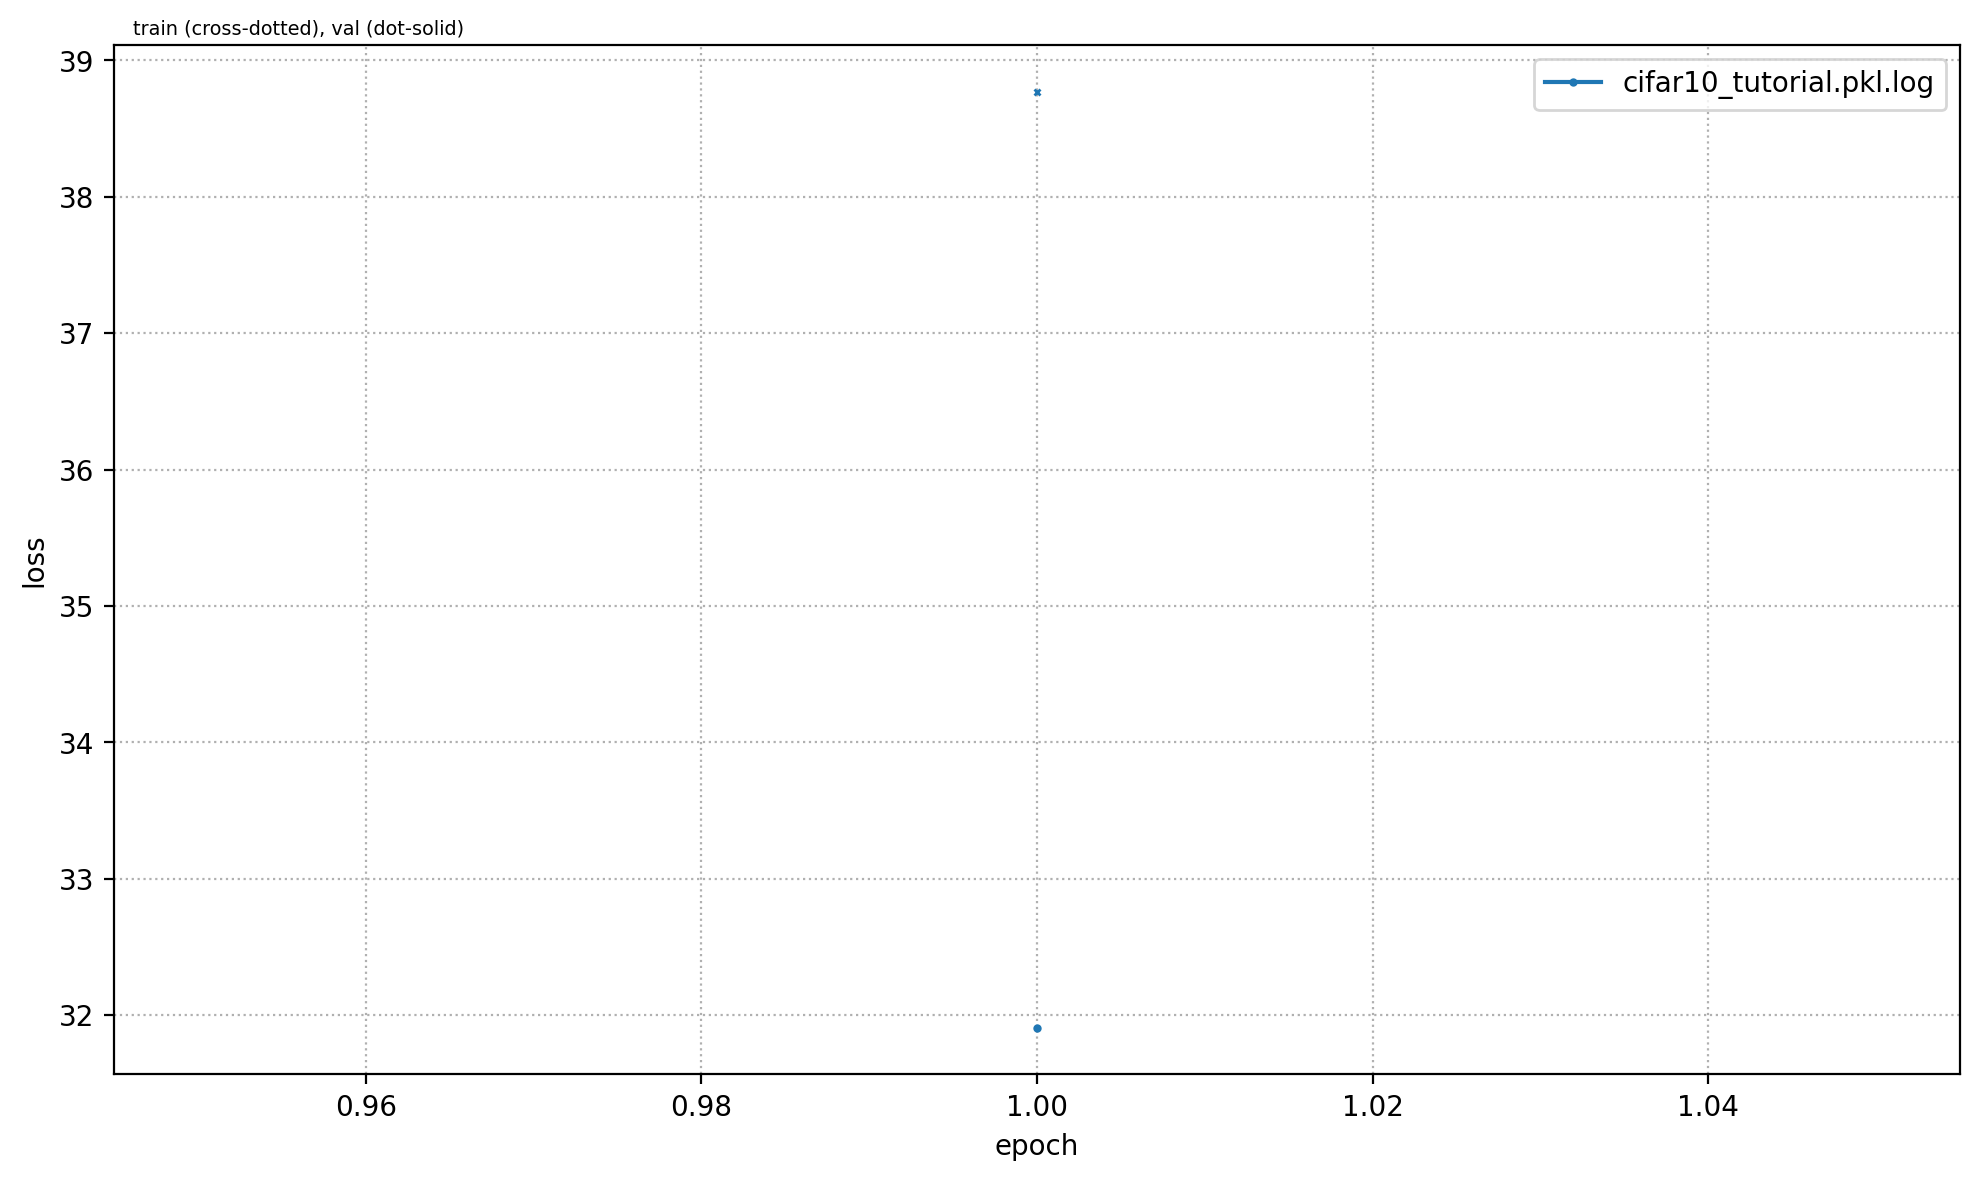 train (cross-dotted), val (dot-solid)
cifar10_tutorial.pkl.log
39
38
37
36
35
34
33
32
loss
0.96 0.98 1.00 1.02 1.04
epoch